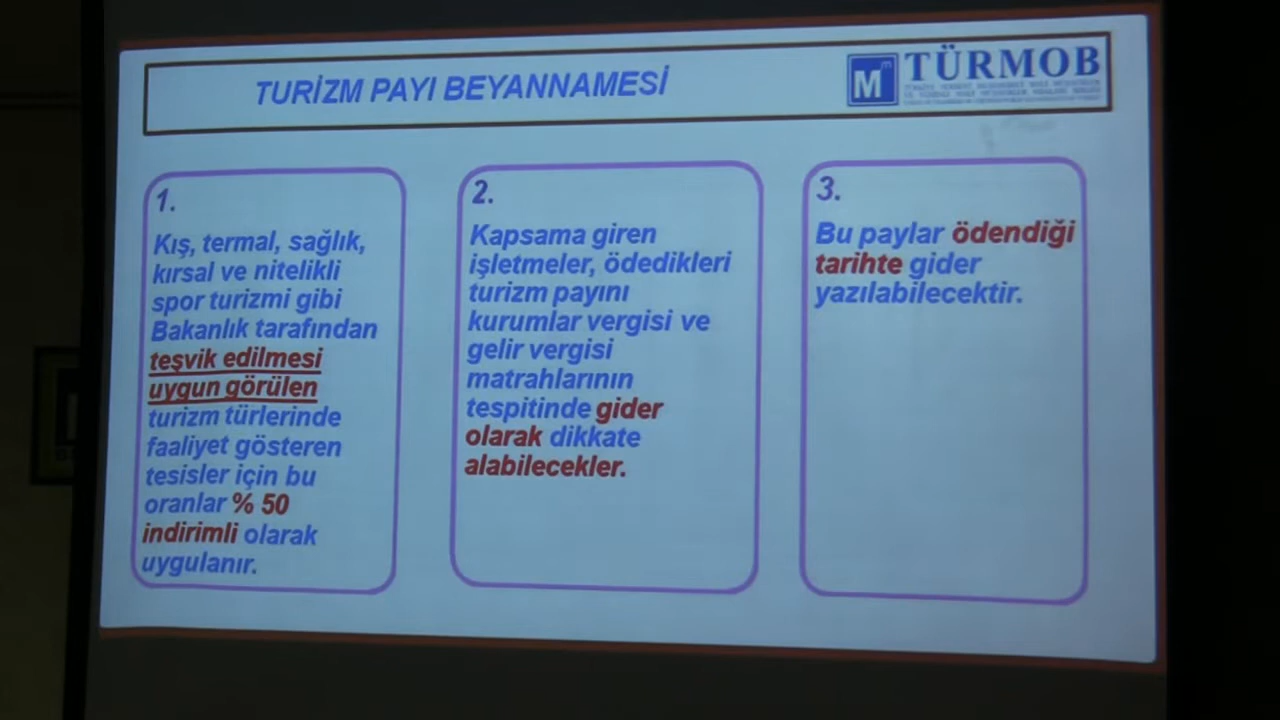 TURİZM PAYI BEYANNAMESİ
TÜRMOB
1.
Kış, termal, sağlık,
kırsal ve nitelikli
spor turizmi gibi
Bakanlık tarafından
teşvik edilmesi
uygun görülen
turizm türlerinde
faaliyet gösteren
tesisler için bu
oranlar % 50
indirimli olarak
uygulanır.
2.
Kapsama giren
işletmeler, ödedikleri
turizm payını
kurumlar vergisi ve
gelir vergisi
matrahlarının
tespitinde gider
olarak dikkate
alabilecekler.
3.
Bu paylar ödendiği
tarihte gider
yazılabilecektir.